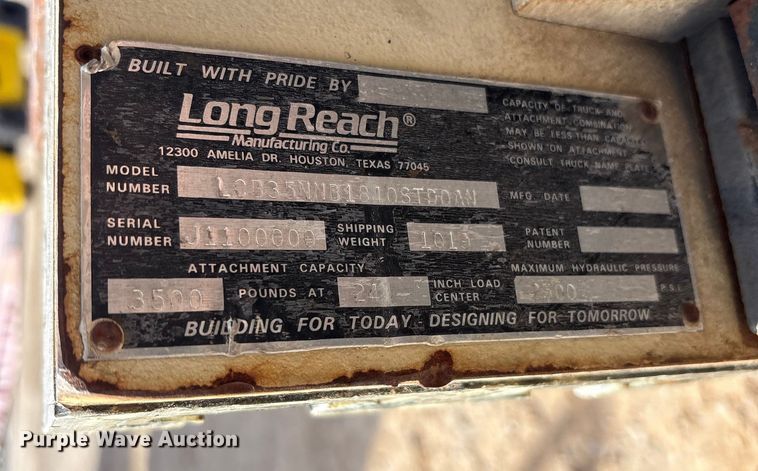 BUILT WITH PRIDE BY
Long Reach®
Manufacturing Co.
12300 AMELIA DR. HOUSTON, TEXAS 77045
CAPACITY OF TRUCK AND
ATTACHMENT COMBINATION
MAY BE LESS THAN CAPACITY
SHOWN ON ATTACHMENT
CONSULT TRUCK NAME PLATE
MODEL
NUMBER
MFG. DATE
SERIAL
NUMBER
SHIPPING
WEIGHT
PATENT
NUMBER
ATTACHMENT CAPACITY
MAXIMUM HYDRAULIC PRESSURE
3500 POUNDS AT 24 INCH LOAD
CENTER
P.S.I.
BUILDING FOR TODAY - DESIGNING FOR TOMORROW
Purple Wave Auction